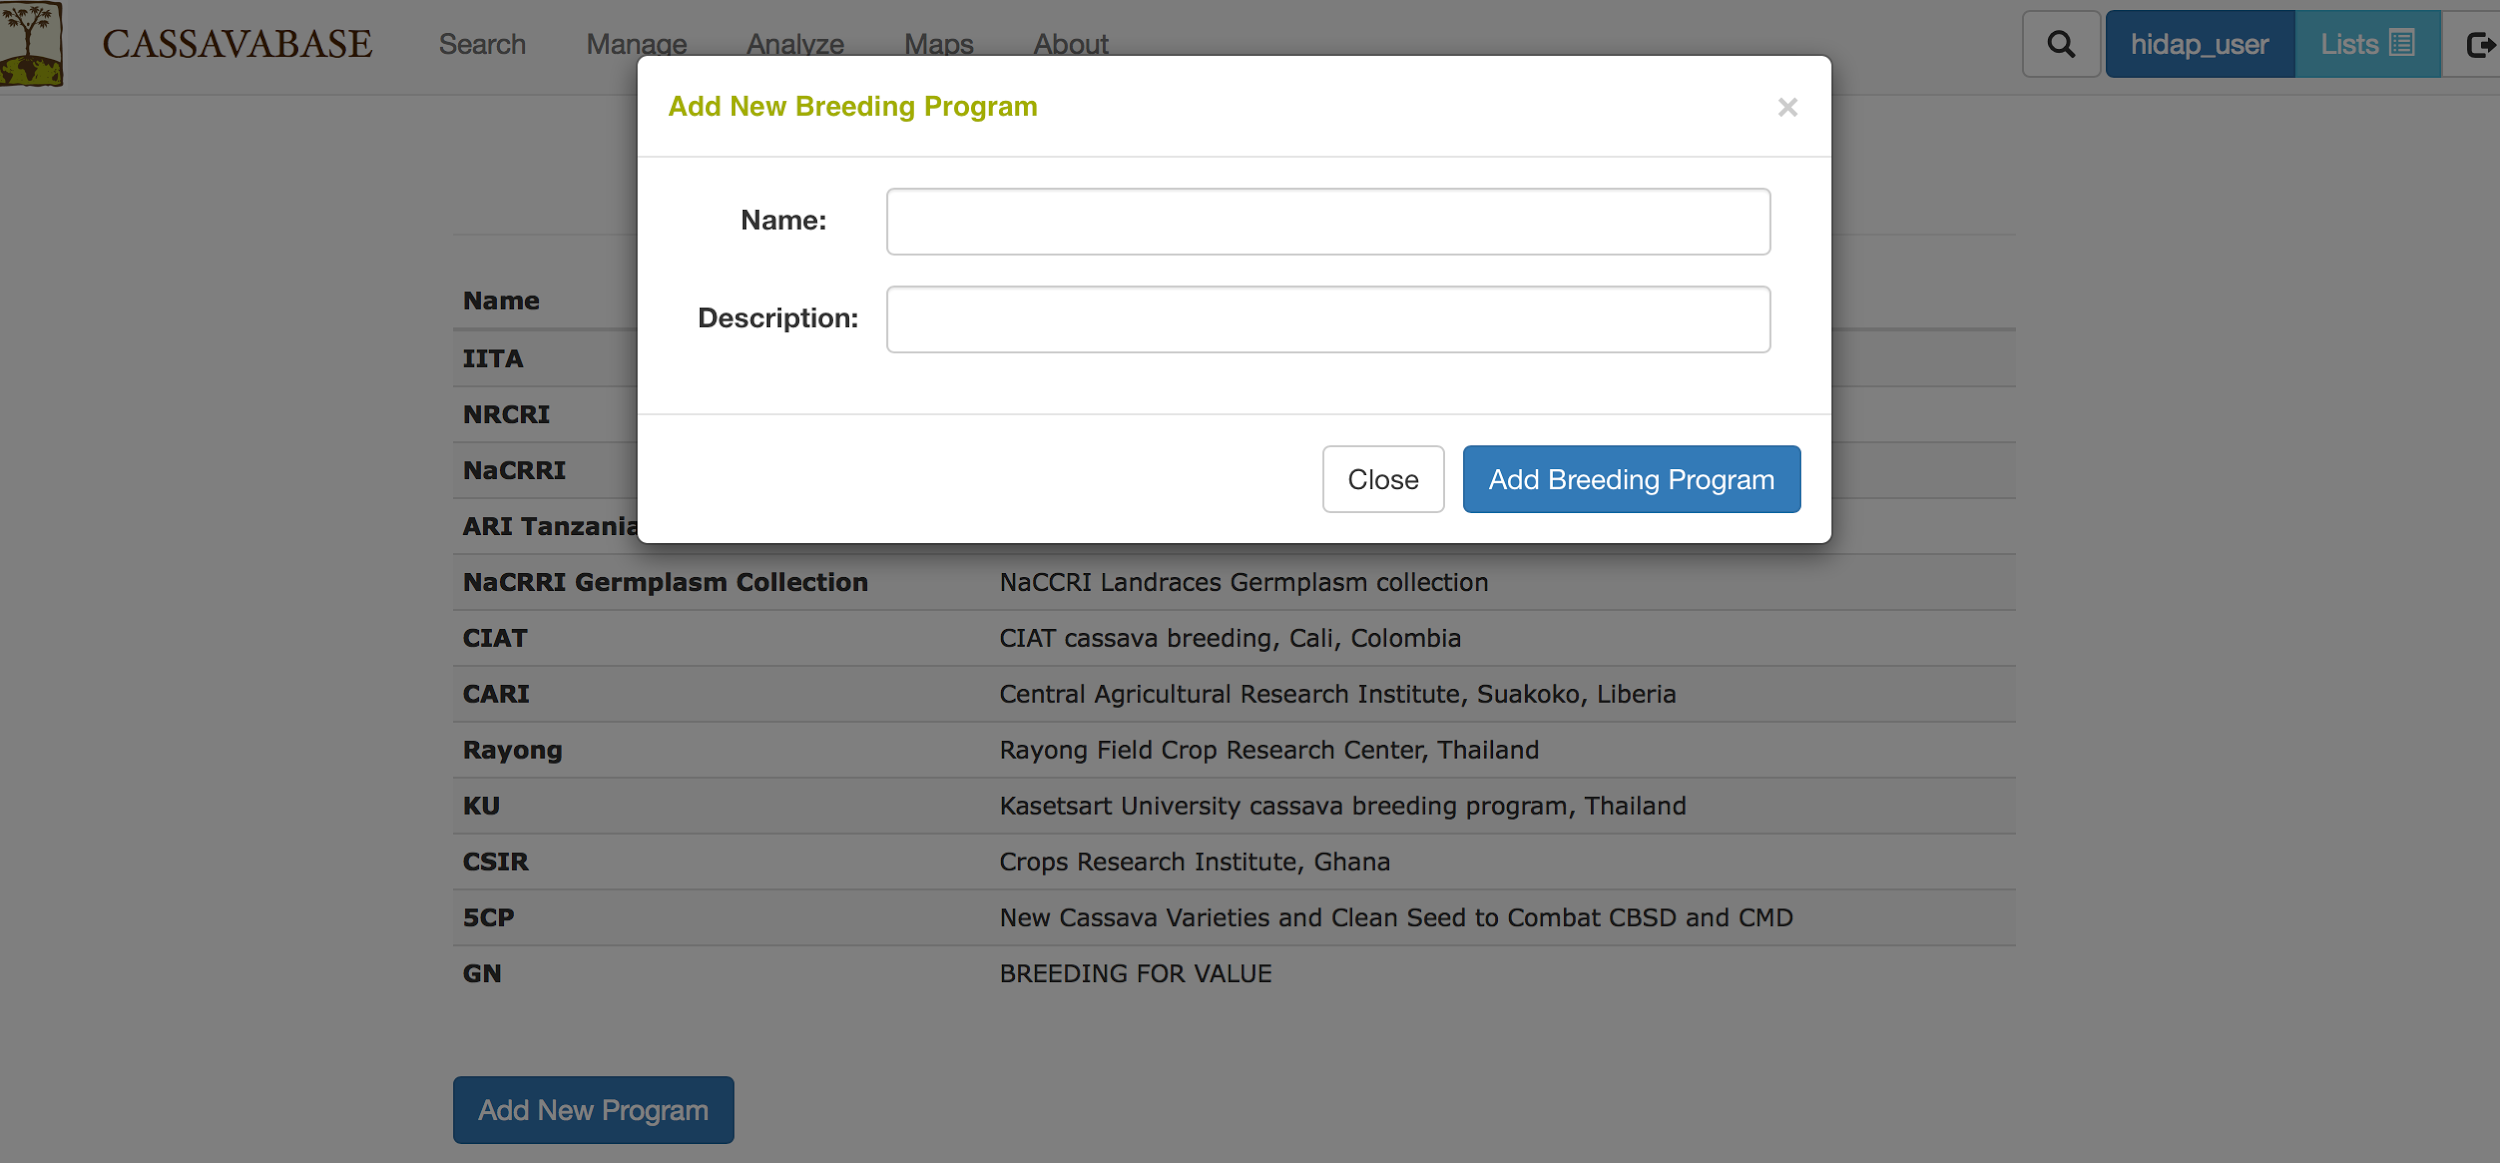 CASSAVABASE Search Manage Analyze Maps About hidap_user Lists
Add New Breeding Program ×
Name:
Description:
Close Add Breeding Program
Name
IITA
NRCRI
NaCRRI
ARI Tanzania
NaCRRI Germplasm Collection NaCCRI Landraces Germplasm collection
CIAT CIAT cassava breeding, Cali, Colombia
CARI Central Agricultural Research Institute, Suakoko, Liberia
Rayong Rayong Field Crop Research Center, Thailand
KU Kasetsart University cassava breeding program, Thailand
CSIR Crops Research Institute, Ghana
5CP New Cassava Varieties and Clean Seed to Combat CBSD and CMD
GN BREEDING FOR VALUE
Add New Program